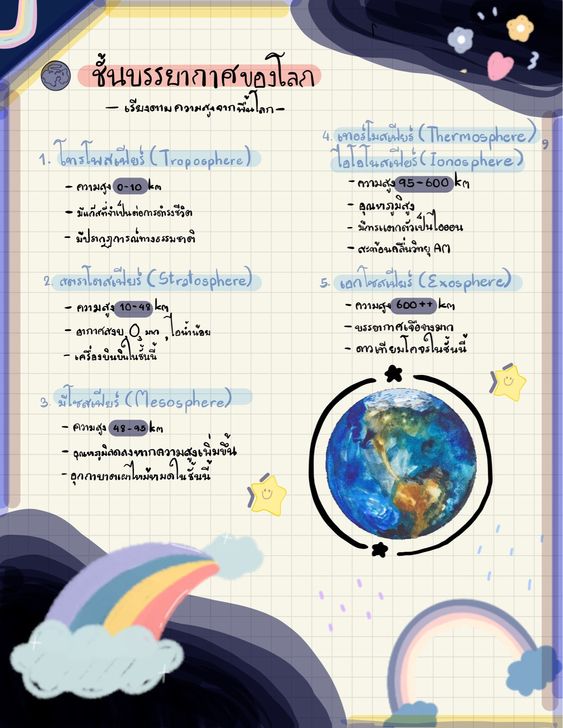 ชั้นบรรยากาศของโลก
- เรียงตามความสูงจากพื้นโลก -
1. โทรโพสเฟียร์ (Troposphere)
- ความสูง 0-10 km
- มีแก๊สที่จำเป็นต่อการดำรงชีวิต
- มีปรากฏการณ์ทางธรรมชาติ
2. สตราโตสเฟียร์ (Stratosphere)
- ความสูง 10-48 km
- อากาศสงบ, O₃ มาก, ไอน้ำน้อย
- เครื่องบินบินในชั้นนี้
3. มีโซสเฟียร์ (Mesosphere)
- ความสูง 48-95 km
- อุณหภูมิลดลงหากความสูงเพิ่มขึ้น
- อุกกาบาตเผาไหม้หมดในชั้นนี้
4. เทอร์โมสเฟียร์ (Thermosphere),
ไอโอโนสเฟียร์ (Ionosphere)
- ความสูง 95-600 km
- อุณหภูมิสูง
- มีการแตกตัวเป็นไอออน
- สะท้อนคลื่นวิทยุ AM
5. เอกโซสเฟียร์ (Exosphere)
- ความสูง 600++ km
- บรรยากาศเจือจางมาก
- ดาวเทียมโคจรในชั้นนี้